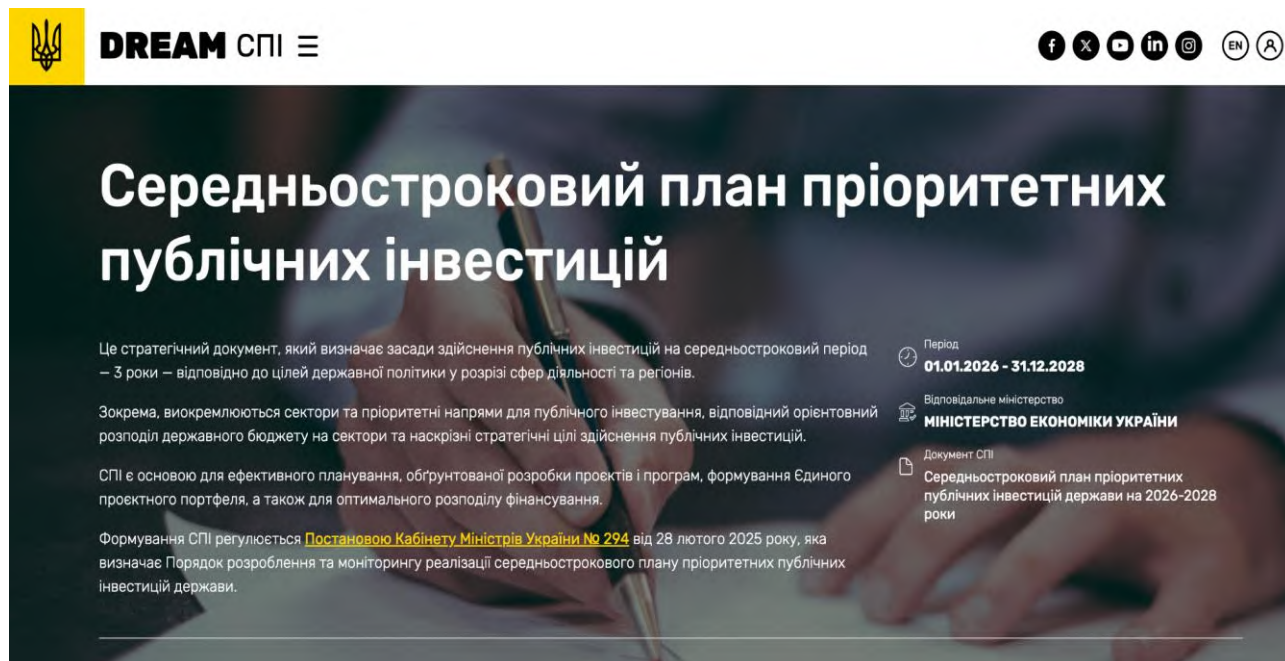 DREAM СПІ
EN
Середньостроковий план пріоритетних
публічних інвестицій
Це стратегічний документ, який визначає засади здійснення публічних інвестицій на середньостроковий період
— 3 роки — відповідно до цілей державної політики у розрізі сфер діяльності та регіонів.
Зокрема, виокремлюються сектори та пріоритетні напрями для публічного інвестування, відповідний орієнтовний
розподіл державного бюджету на сектори та наскрізні стратегічні цілі здійснення публічних інвестицій.
СПІ є основою для ефективного планування, обґрунтованої розробки проєктів і програм, формування Єдиного
проєктного портфеля, а також для оптимального розподілу фінансування.
Формування СПІ регулюється Постановою Кабінету Міністрів України № 294 від 28 лютого 2025 року, яка
визначає Порядок розроблення та моніторингу реалізації середньострокового плану пріоритетних публічних
інвестицій держави.
Період
01.01.2026 - 31.12.2028
Відповідальне міністерство
МІНІСТЕРСТВО ЕКОНОМІКИ УКРАЇНИ
Документ СПІ
Середньостроковий план пріоритетних
публічних інвестицій держави на 2026-2028
роки